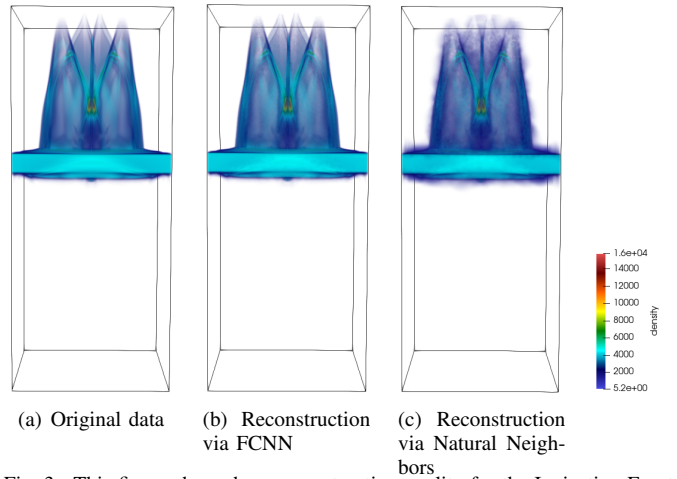 1.6e+04
14000
12000
10000
8000
6000
4000
2000
5.2e+00
density
(a) Original data
(b) Reconstruction
via FCNN
(c) Reconstruction
via Natural Neigh-
bors